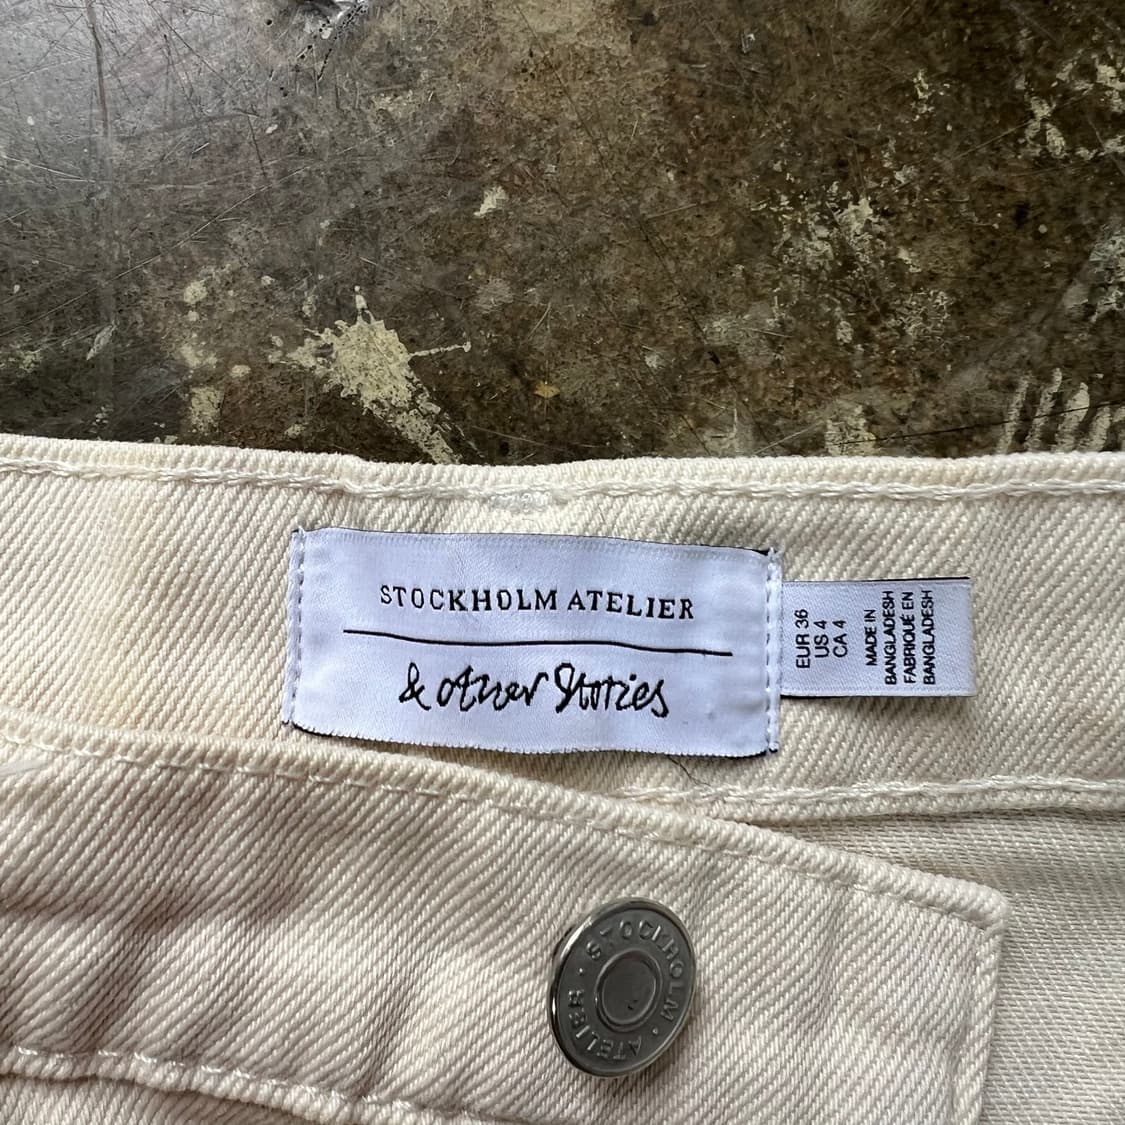 STOCKHOLM ATELIER
& other Stories
EUR 36
US 4
CA 4
MADE IN
BANGLADESH
FABRIQUÉ EN
BANGLADESH
· STOCKHOLM · ATELIER